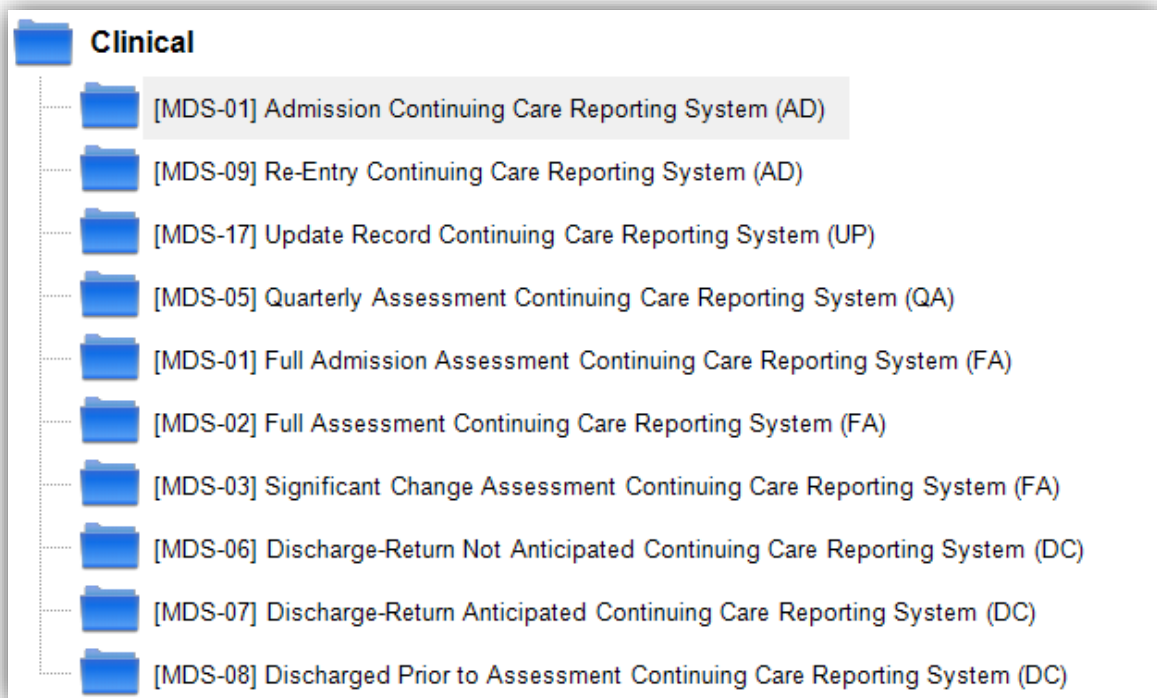 Clinical
[MDS-01] Admission Continuing Care Reporting System (AD)
[MDS-09] Re-Entry Continuing Care Reporting System (AD)
[MDS-17] Update Record Continuing Care Reporting System (UP)
[MDS-05] Quarterly Assessment Continuing Care Reporting System (QA)
[MDS-01] Full Admission Assessment Continuing Care Reporting System (FA)
[MDS-02] Full Assessment Continuing Care Reporting System (FA)
[MDS-03] Significant Change Assessment Continuing Care Reporting System (FA)
[MDS-06] Discharge-Return Not Anticipated Continuing Care Reporting System (DC)
[MDS-07] Discharge-Return Anticipated Continuing Care Reporting System (DC)
[MDS-08] Discharged Prior to Assessment Continuing Care Reporting System (DC)